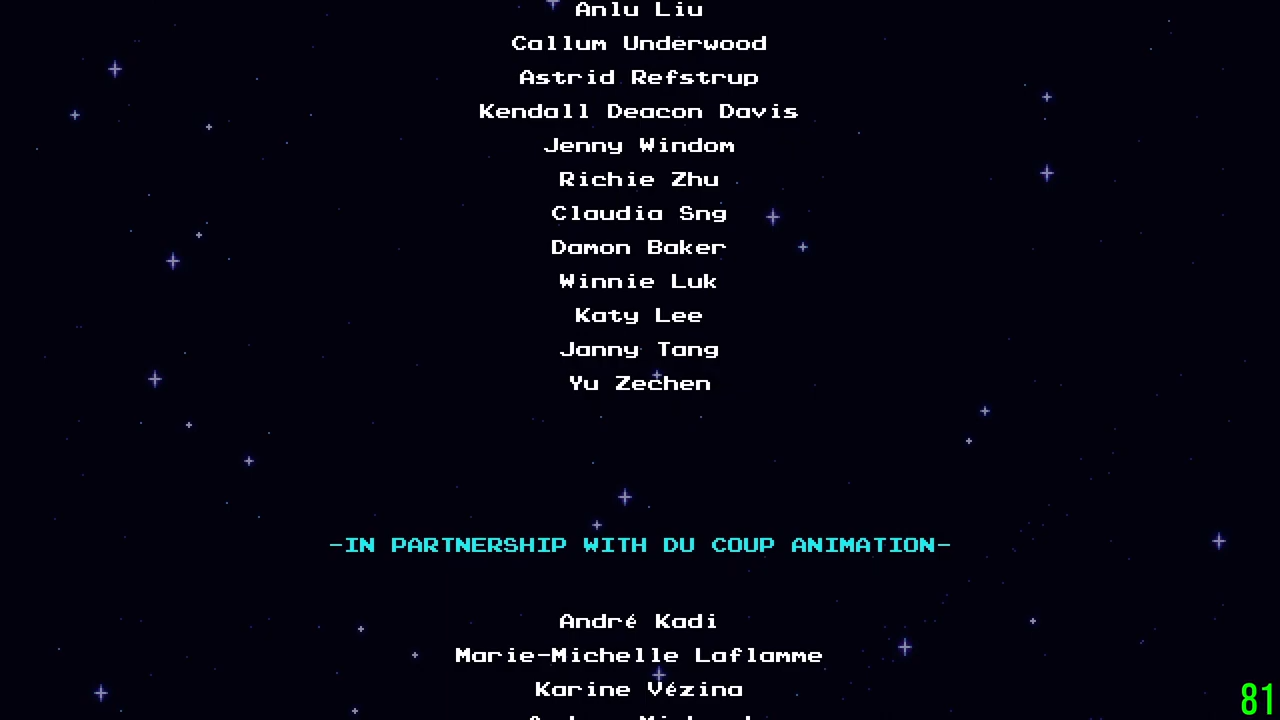 Anlu Liu
Callum Underwood
Astrid Refstrup
Kendall Deacon Davis
Jenny Windom
Richie Zhu
Claudia Sng
Damon Baker
Winnie Luk
Katy Lee
Janny Tang
Yu Zechen
-IN PARTNERSHIP WITH DU COUP ANIMATION-
André Kadi
Marie-Michelle Laflamme
Karine Vézina
81